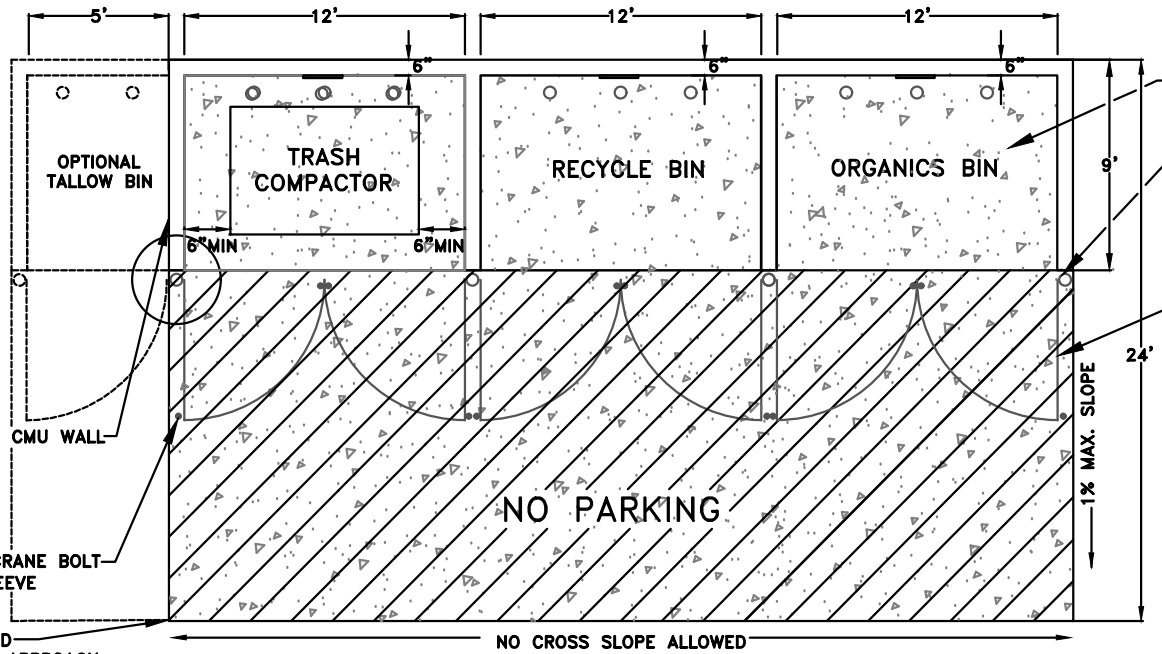 5'
12'
12'
12'
6"
6"
6"
OPTIONAL
TALLOW BIN
TRASH
COMPACTOR
RECYCLE BIN
ORGANICS BIN
9'
6"MIN
6"MIN
24'
1% MAX. SLOPE
CMU WALL
NO PARKING
CRANE BOLT
NO CROSS SLOPE ALLOWED